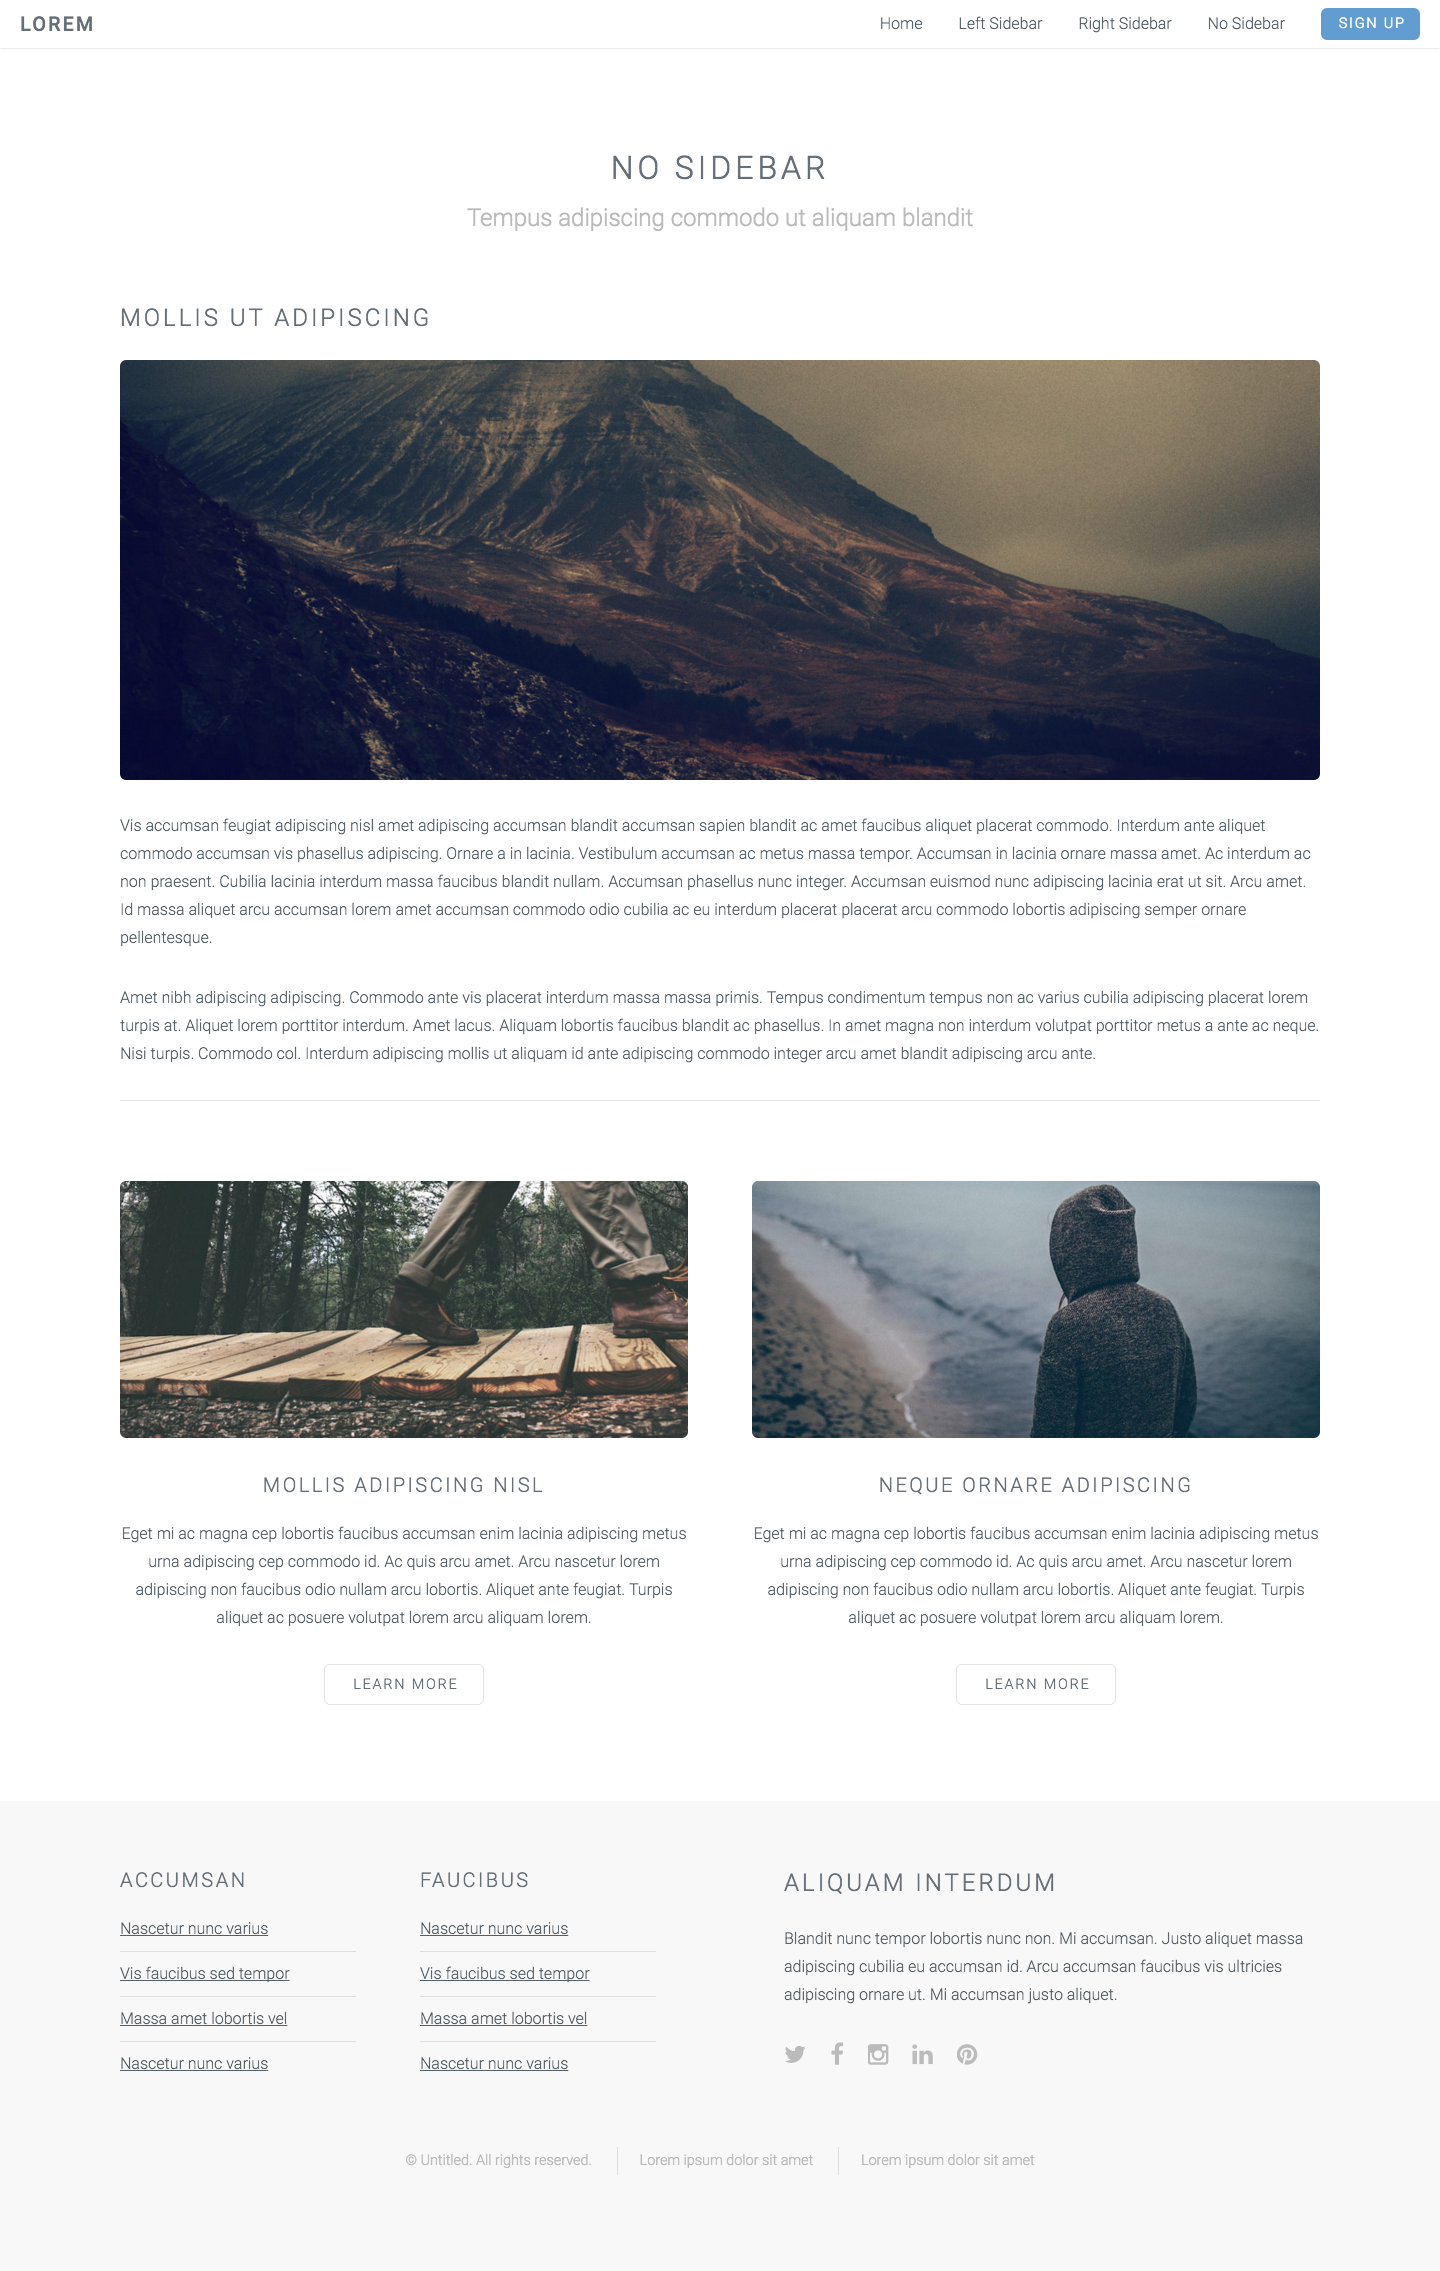 LOREM
Home Left Sidebar Right Sidebar No Sidebar SIGN UP
NO SIDEBAR
Tempus adipiscing commodo ut aliquam blandit
MOLLIS UT ADIPISCING
Vis accumsan feugiat adipiscing nisl amet adipiscing accumsan blandit accumsan sapien blandit ac amet faucibus aliquet placerat commodo. Interdum ante aliquet
commodo accumsan vis phasellus adipiscing. Ornare a in lacinia. Vestibulum accumsan ac metus massa tempor. Accumsan in lacinia ornare massa amet. Ac interdum ac
non praesent. Cubilia lacinia interdum massa faucibus blandit nullam. Accumsan phasellus nunc integer. Accumsan euismod nunc adipiscing lacinia erat ut sit. Arcu amet.
Id massa aliquet arcu accumsan lorem amet accumsan commodo odio cubilia ac eu interdum placerat placerat arcu commodo lobortis adipiscing semper ornare
pellentesque.
Amet nibh adipiscing adipiscing. Commodo ante vis placerat interdum massa massa primis. Tempus condimentum tempus non ac varius cubilia adipiscing placerat lorem
turpis at. Aliquet lorem porttitor interdum. Amet lacus. Aliquam lobortis faucibus blandit ac phasellus. In amet magna non interdum volutpat porttitor metus a ante ac neque.
Nisi turpis. Commodo col. Interdum adipiscing mollis ut aliquam id ante adipiscing commodo integer arcu amet blandit adipiscing arcu ante.
MOLLIS ADIPISCING NISL
Eget mi ac magna cep lobortis faucibus accumsan enim lacinia adipiscing metus
urna adipiscing cep commodo id. Ac quis arcu amet. Arcu nascetur lorem
adipiscing non faucibus odio nullam arcu lobortis. Aliquet ante feugiat. Turpis
aliquet ac posuere volutpat lorem arcu aliquam lorem.
LEARN MORE
NEQUE ORNARE ADIPISCING
Eget mi ac magna cep lobortis faucibus accumsan enim lacinia adipiscing metus
urna adipiscing cep commodo id. Ac quis arcu amet. Arcu nascetur lorem
adipiscing non faucibus odio nullam arcu lobortis. Aliquet ante feugiat. Turpis
aliquet ac posuere volutpat lorem arcu aliquam lorem.
LEARN MORE
ACCUMSAN
Nascetur nunc varius
Vis faucibus sed tempor
Massa amet lobortis vel
Nascetur nunc varius
FAUCIBUS
Nascetur nunc varius
Vis faucibus sed tempor
Massa amet lobortis vel
Nascetur nunc varius
ALIQUAM INTERDUM
Blandit nunc tempor lobortis nunc non. Mi accumsan. Justo aliquet massa
adipiscing cubilia eu accumsan id. Arcu accumsan faucibus vis ultricies
adipiscing ornare ut. Mi accumsan justo aliquet.
© Untitled. All rights reserved. Lorem ipsum dolor sit amet Lorem ipsum dolor sit amet